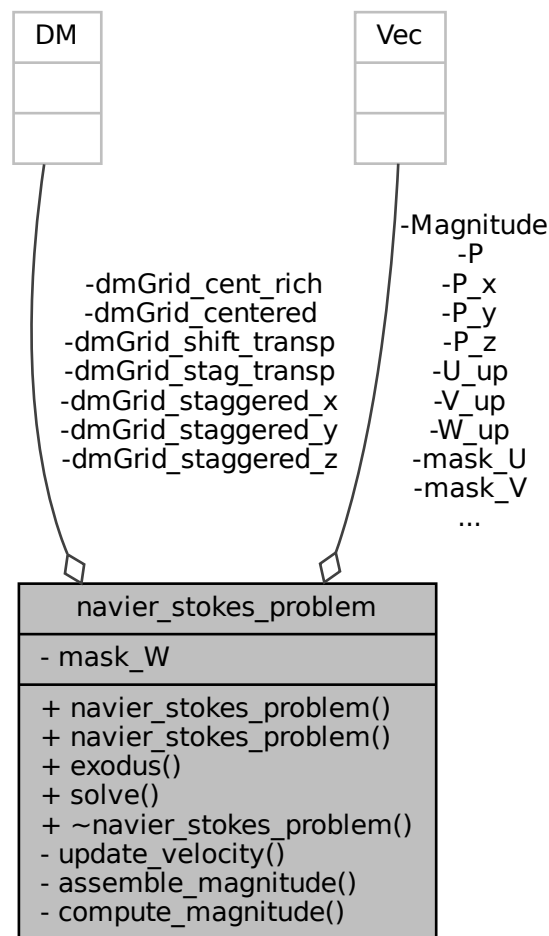 DM
Vec
-dmGrid_cent_rich
-dmGrid_centered
-dmGrid_shift_transp
-dmGrid_stag_transp
-dmGrid_staggered_x
-dmGrid_staggered_y
-dmGrid_staggered_z
-Magnitude
-P
-P_x
-P_y
-P_z
-U_up
-V_up
-W_up
-mask_U
-mask_V
...
navier_stokes_problem
- mask_W
+ navier_stokes_problem()
+ navier_stokes_problem()
+ exodus()
+ solve()
+ ~navier_stokes_problem()
- update_velocity()
- assemble_magnitude()
- compute_magnitude()